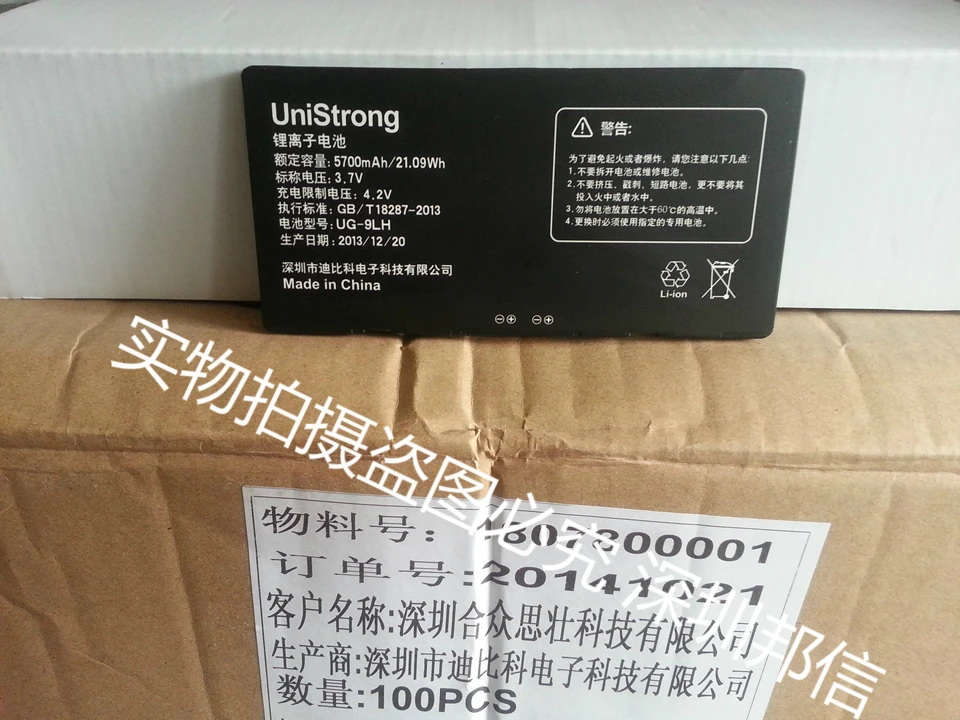 UniStrong
锂离子电池
额定容量: 5700mAh/21.09Wh
标称电压: 3.7V
充电限制电压: 4.2V
执行标准: GB/T18287-2013
电池型号: UG-9LH
生产日期: 2013/12/20
深圳市迪比科电子科技有限公司
Made in China
警告:
为了避免起火或者爆炸，请您注意以下几点:
1.不要拆开电池或维修电池。
2.不要挤压、戳刺、短路电池，更不要将其
投入火中或者水中。
3.勿将电池放置在大于60℃的高温中。
4.更换时必须使用指定的专用电池。
Li-ion
实物拍摄盗图必究 深圳邦信
物料号: 1807800001
订单号:20141021
客户名称:深圳合众思壮科技有限公司
生产商:深圳市迪比科电子科技有限公司
数量:100PCS